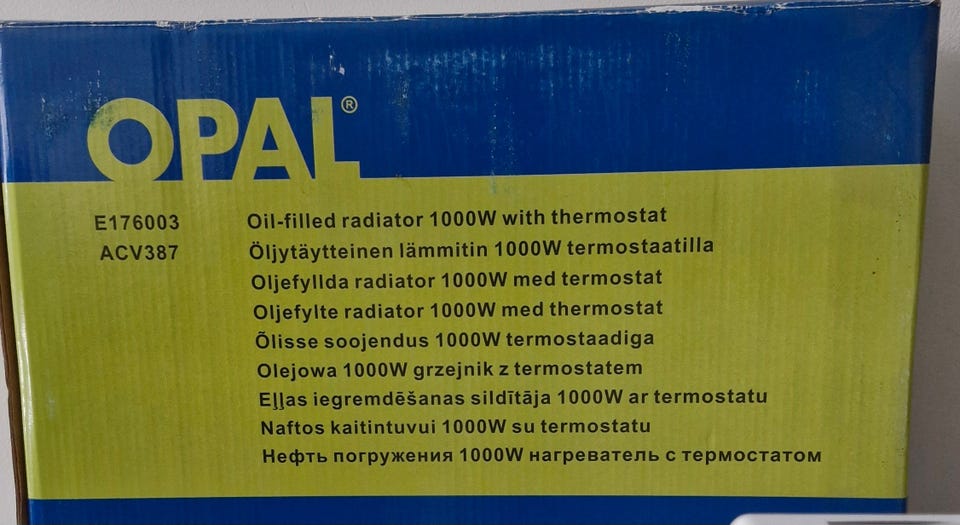 OPAL®
E176003 Oil-filled radiator 1000W with thermostat
ACV387 Öljytäytteinen lämmitin 1000W termostaatilla
Oljefyllda radiator 1000W med termostat
Oljefylte radiator 1000W med thermostat
Õlisse soojendus 1000W termostaadiga
Olejowa 1000W grzejnik z termostatem
Eļļas iegremdēšanas sildītāja 1000W ar termostatu
Naftos kaitintuvui 1000W su termostatu
Нефть погружения 1000W нагреватель с термостатом